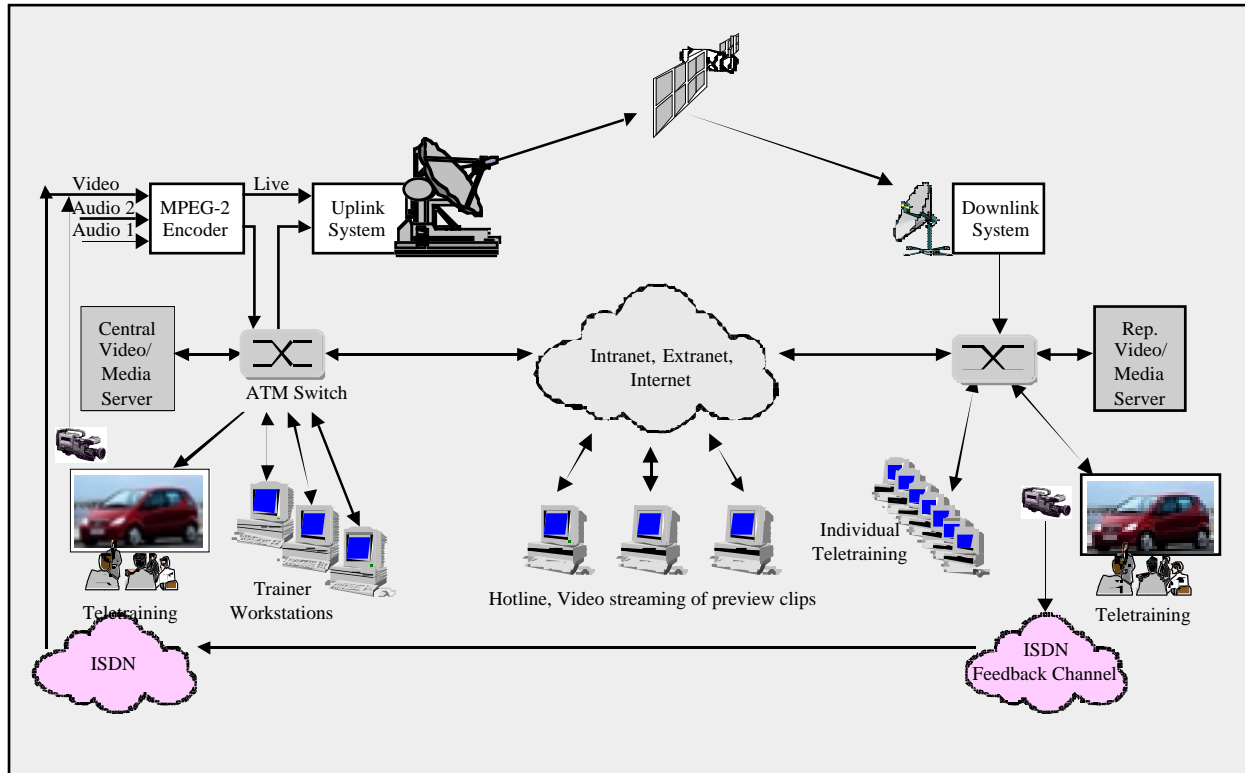 Video
Audio 2
Audio 1
MPEG-2
Encoder
Live
Uplink
System
Downlink
System
Central
Video/
Media
Server
ATM Switch
Intranet, Extranet,
Internet
Rep.
Video/
Media
Server
Teletraining
Trainer
Workstations
Hotline, Video streaming of preview clips
Individual
Teletraining
Teletraining
ISDN
ISDN
Feedback Channel